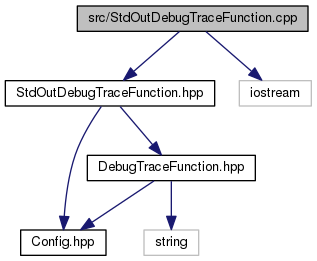 src/StdOutDebugTraceFunction.cpp
StdOutDebugTraceFunction.hpp
iostream
DebugTraceFunction.hpp
Config.hpp
string